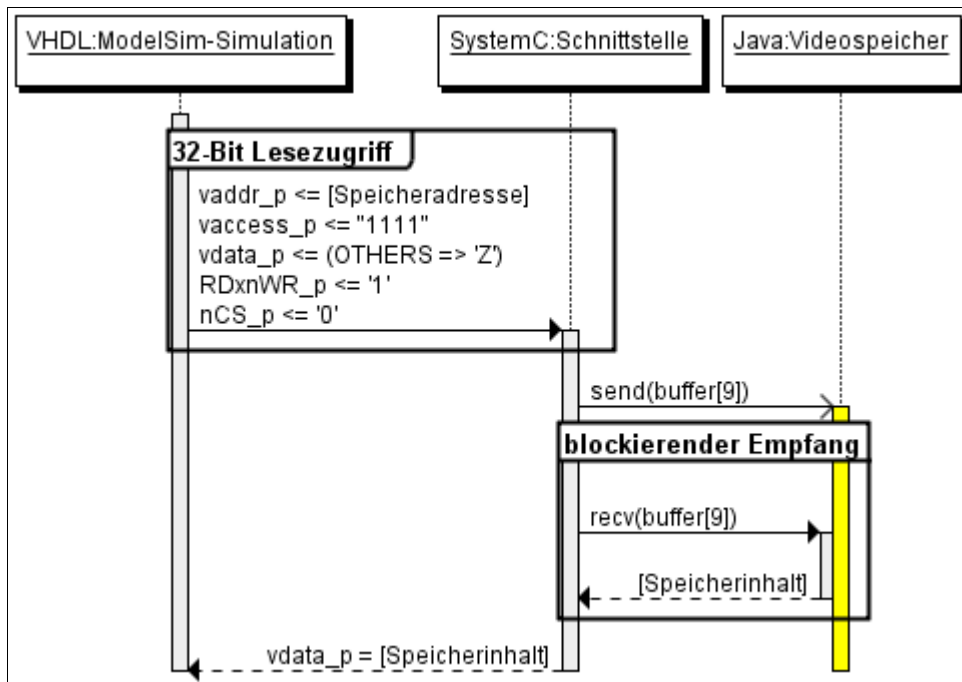 VHDL:ModelSim-Simulation
SystemC:Schnittstelle
Java:Videospeicher
32-Bit Lesezugriff
vaddr_p <= [Speicheradresse]
vaccess_p <= "1111"
vdata_p <= (OTHERS => 'Z')
RDxnWR_p <= '1'
nCS_p <= '0'
send(buffer[9])
blockierender Empfang
recv(buffer[9])
[Speicherinhalt]
vdata_p = [Speicherinhalt]